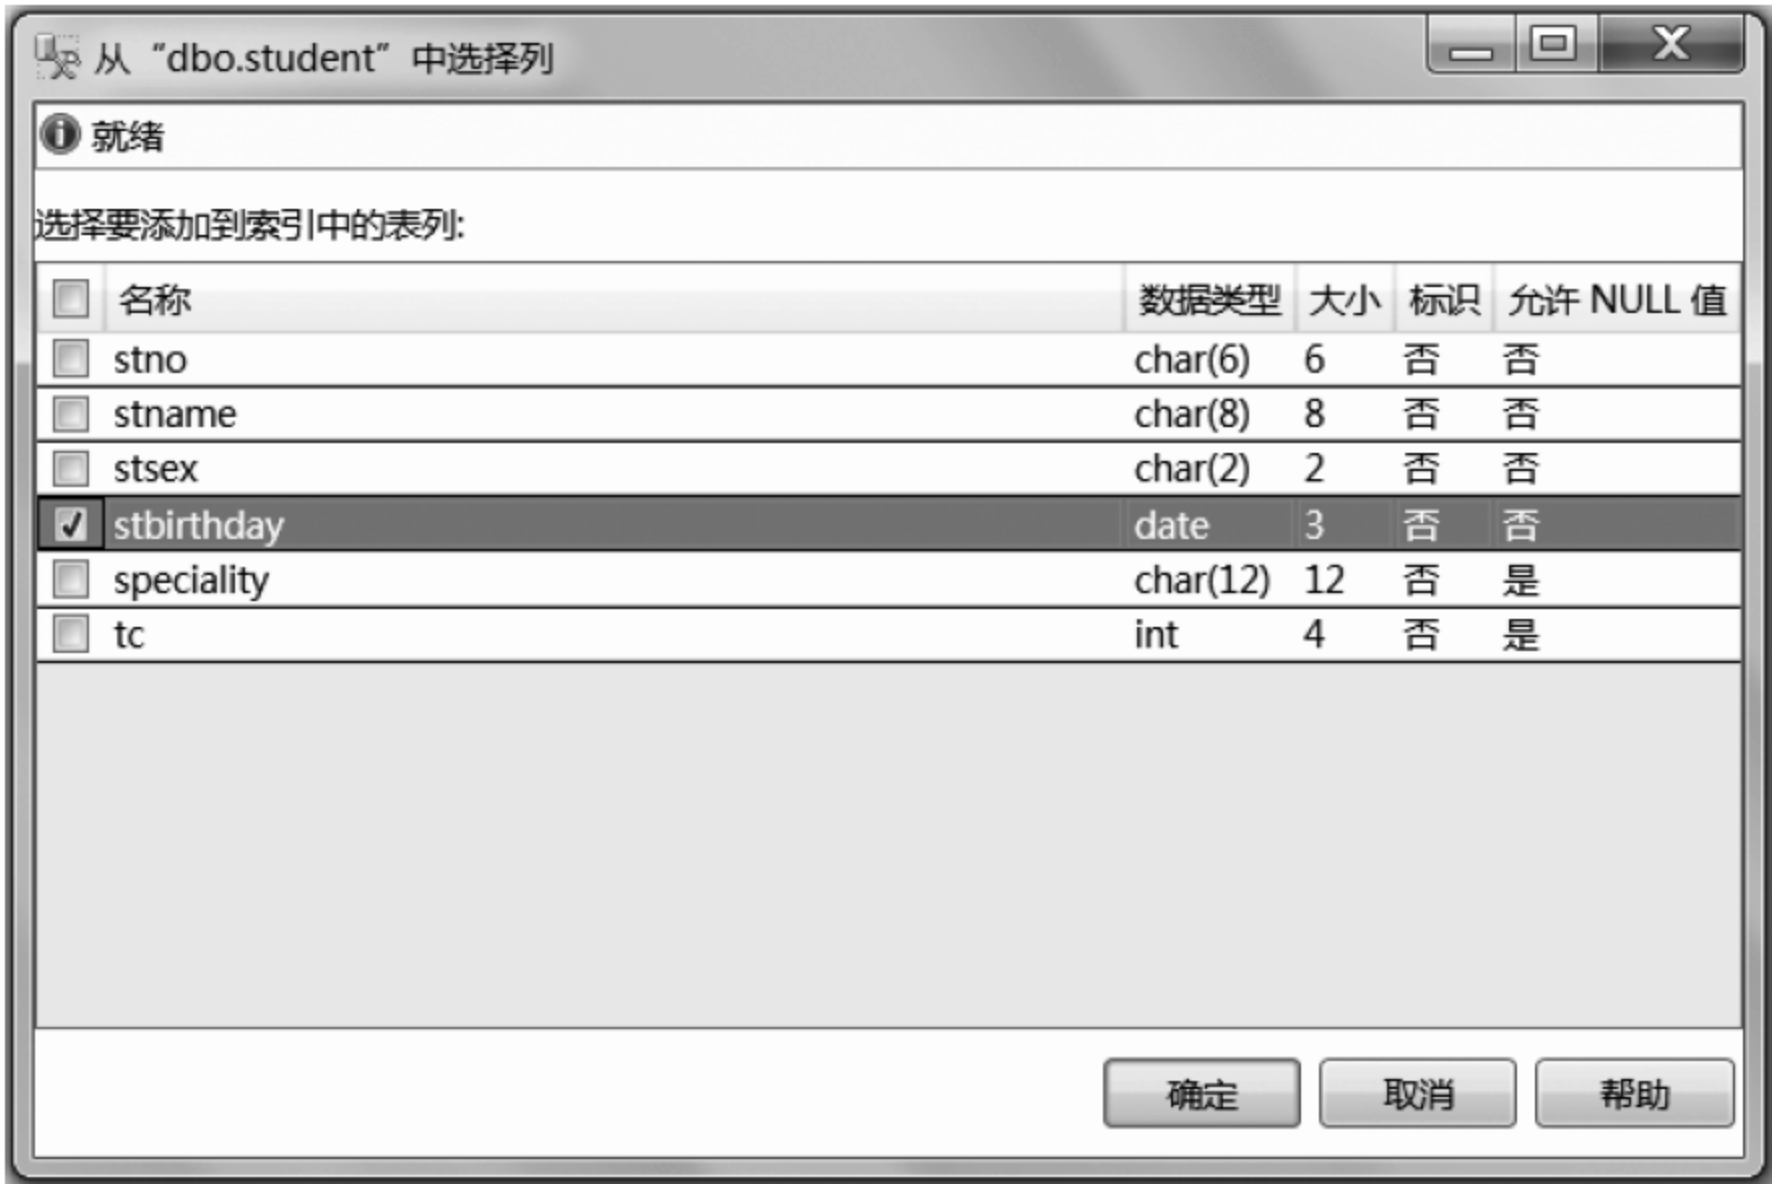 从“dbo.student”中选择列
就绪
选择要添加到索引中的表列:
名称 数据类型 大小 标识 允许 NULL 值
stno char(6) 6 否 否
stname char(8) 8 否 否
stsex char(2) 2 否 否
stbirthday date 3 否 否
speciality char(12) 12 否 是
tc int 4 否 是
确定 取消 帮助